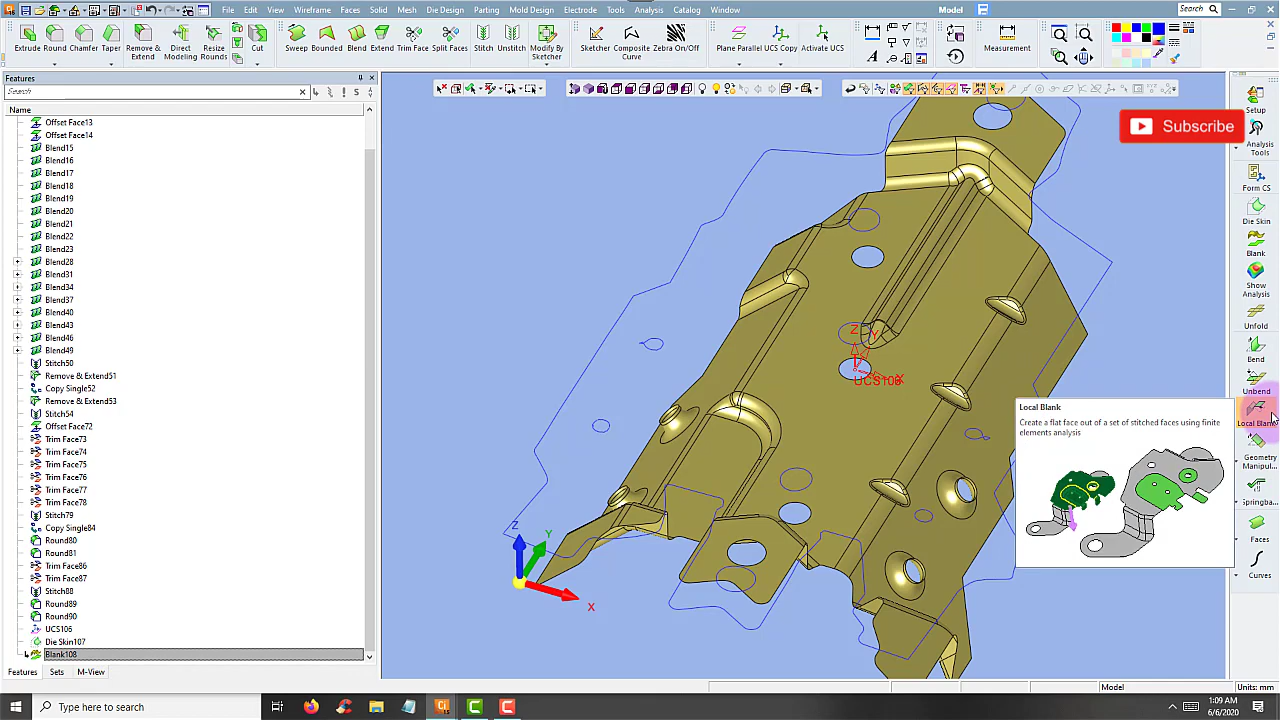 File Edit View Wireframe Faces Solid Mesh Die Design Parting Mold Design Electrode Tools Analysis Catalog Window Model Search
Extrude Round Chamfer Taper Remove & Extend Direct Modeling Resize Cut Sweep Bounded Blend Extend Split Face Stitch Unstitch Modify By Sketcher Sketcher Composite Curve Zebra On/Off Plane Parallel UCS Copy Activate UCS Measurement
Features
Search
Name
Offset Face13
Offset Face14
Blend15
Blend16
Blend17
Blend18
Blend19
Blend20
Blend21
Blend22
Blend23
Blend28
Blend31
Blend34
Blend37
Blend40
Blend43
Blend46
Blend49
Stitch50
Remove & Extend51
Copy Single52
Remove & Extend53
Stitch54
Offset Face72
Trim Face73
Trim Face74
Trim Face75
Trim Face76
Trim Face77
Trim Face78
Stitch79
Copy Single84
Round80
Round81
Trim Face86
Trim Face87
Stitch88
Round89
Round90
UCS106
Die Skin107
Blank108
Features Sets M-View
Subscribe
Z
Y
X
UCS106
Z
Y
X
Local Blank
Create a flat face out of a set of stitched faces using finite
elements analysis
Setup
Analysis
Tools
Form CS
Die Skin
Blank
Show
Analysis
Unfold
Bend
Unbend
Local Blank
Geometry
Manipul...
Springba...
Faces
Curves
Model Units: mm
Type here to search
1:09 AM
6/6/2020